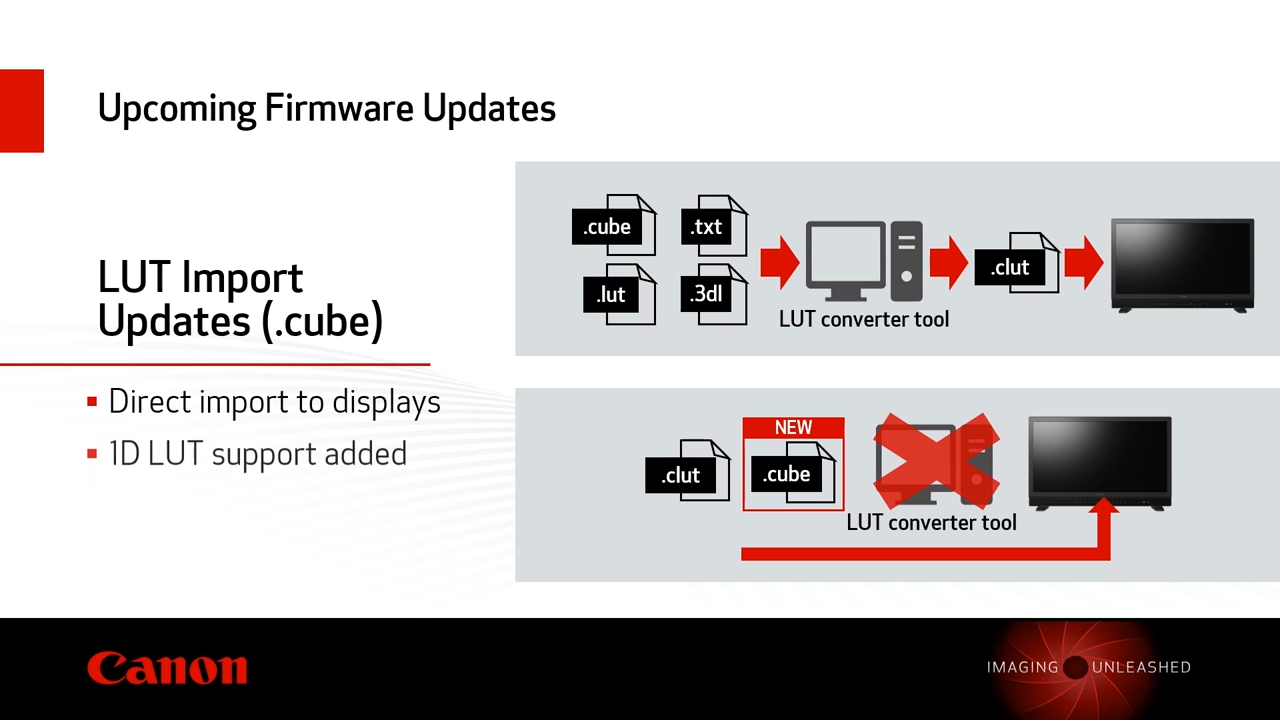 Upcoming Firmware Updates
LUT Import
Updates (.cube)
Direct import to displays
1D LUT support added
.cube
.txt
.lut
.3dl
LUT converter tool
.clut
.clut
NEW
.cube
LUT converter tool
Canon
IMAGING UNLEASHED